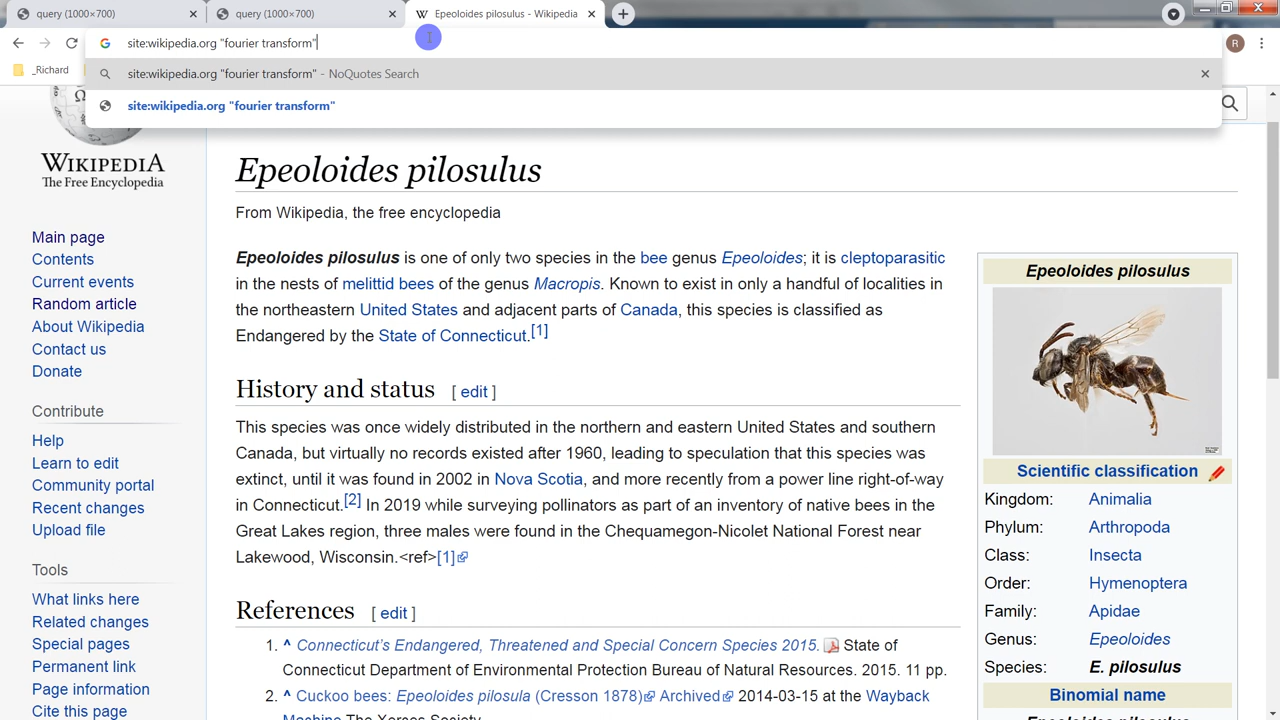 query (1000×700)
query (1000×700)
Epeoloides pilosulus - Wikipedia
site:wikipedia.org "fourier transform"
R
_Richard
site:wikipedia.org "fourier transform" - NoQuotes Search
site:wikipedia.org "fourier transform"
WIKIPEDIA
The Free Encyclopedia
Main page
Contents
Current events
Random article
About Wikipedia
Contact us
Donate
Contribute
Help
Learn to edit
Community portal
Recent changes
Upload file
Tools
What links here
Related changes
Special pages
Permanent link
Page information
Cite this page
Epeoloides pilosulus
From Wikipedia, the free encyclopedia
Epeoloides pilosulus is one of only two species in the bee genus Epeoloides; it is cleptoparasitic
in the nests of melittid bees of the genus Macropis. Known to exist in only a handful of localities in
the northeastern United States and adjacent parts of Canada, this species is classified as
Endangered by the State of Connecticut.[1]
History and status [ edit ]
This species was once widely distributed in the northern and eastern United States and southern
Canada, but virtually no records existed after 1960, leading to speculation that this species was
extinct, until it was found in 2002 in Nova Scotia, and more recently from a power line right-of-way
in Connecticut.[2] In 2019 while surveying pollinators as part of an inventory of native bees in the
Great Lakes region, three males were found in the Chequamegon-Nicolet National Forest near
Lakewood, Wisconsin.<ref>[1]
References [ edit ]
1. ^ Connecticut's Endangered, Threatened and Special Concern Species 2015. State of
Connecticut Department of Environmental Protection Bureau of Natural Resources. 2015. 11 pp.
2. ^ Cuckoo bees: Epeoloides pilosula (Cresson 1878) Archived 2014-03-15 at the Wayback
Machine The Xerces Society
Epeoloides pilosulus
Scientific classification
Kingdom: Animalia
Phylum: Arthropoda
Class: Insecta
Order: Hymenoptera
Family: Apidae
Genus: Epeoloides
Species: E. pilosulus
Binomial name
Epeoloides pilosulus